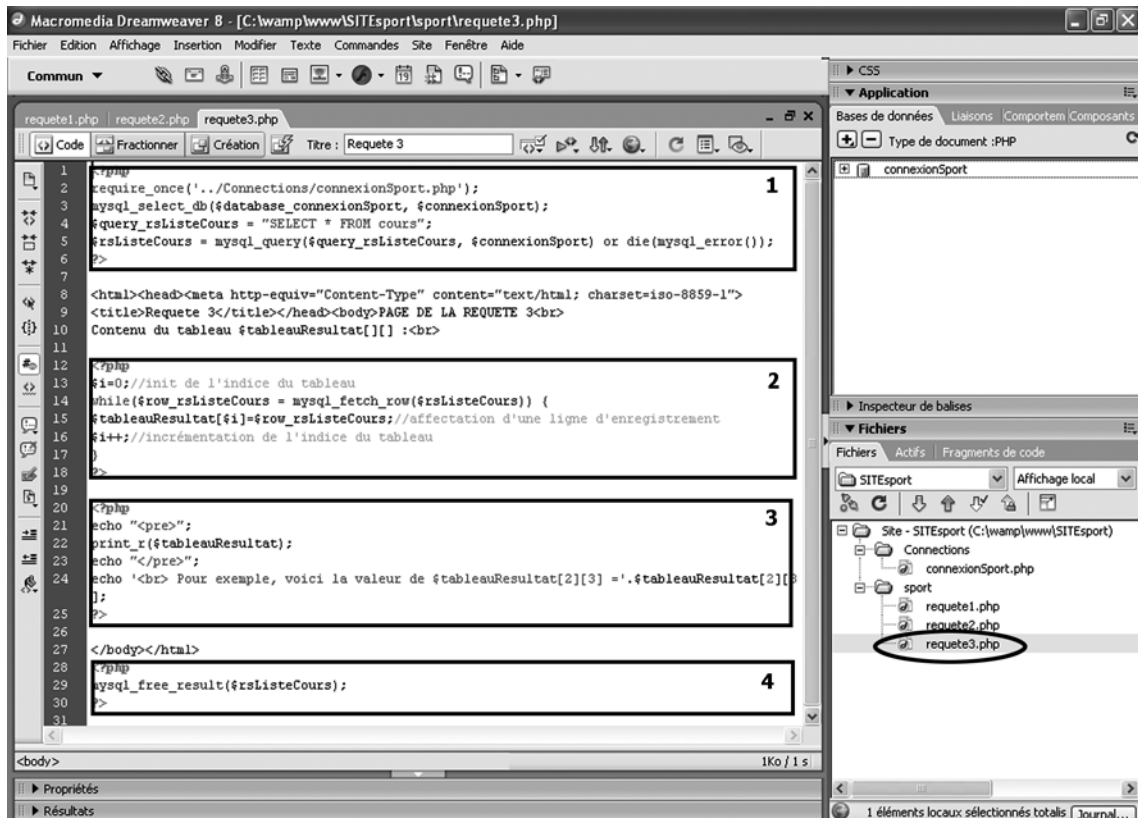 Macromedia Dreamweaver 8 - [C:\wamp\www\SITEsport\sport\requete3.php]
Fichier Edition Affichage Insertion Modifier Texte Commandes Site Fenêtre Aide
Commun
requete1.php requete2.php requete3.php
Code Fractionner Création Titre : Requete 3
1 <?php
2 require_once('../Connections/connexionSport.php');
3 mysql_select_db($database_connexionSport, $connexionSport);
4 $query_rsListeCours = "SELECT * FROM cours";
5 $rsListeCours = mysql_query($query_rsListeCours, $connexionSport) or die(mysql_error());
6 ?>
1
7
8 <html><head><meta http-equiv="Content-Type" content="text/html; charset=iso-8859-1">
9 <title>Requete 3</title></head><body>PAGE DE LA REQUETE 3<br>
10 Contenu du tableau $tableauResultat[][] :<br>
11
12 <?php
13 $i=0;//init de l'indice du tableau
14 while($row_rsListeCours = mysql_fetch_row($rsListeCours)) {
15 $tableauResultat[$i]=$row_rsListeCours;//affectation d'une ligne d'enregistrement
16 $i++;//incrémentation de l'indice du tableau
17 }
18 ?>
2
19
20 <?php
21 echo "<pre>";
22 print_r($tableauResultat);
23 echo "</pre>";
24 echo '<br> Pour exemple, voici la valeur de $tableauResultat[2][3] ='.$tableauResultat[2][3
];
25 ?>
3
26
27 </body></html>
28 <?php
29 mysql_free_result($rsListeCours);
30 ?>
4
31
<body>
1Ko / 1 s
Propriétés
Résultats
CSS
Application
Bases de données Liaisons Comportem Composants
Type de document :PHP
connexionSport
Inspecteur de balises
Fichiers
Fichiers Actifs Fragments de code
SITEsport Affichage local
Site - SITEsport (C:\wamp\www\SITEsport)
Connections
connexionSport.php
sport
requete1.php
requete2.php
requete3.php
1 éléments locaux sélectionnés totalis Journal...